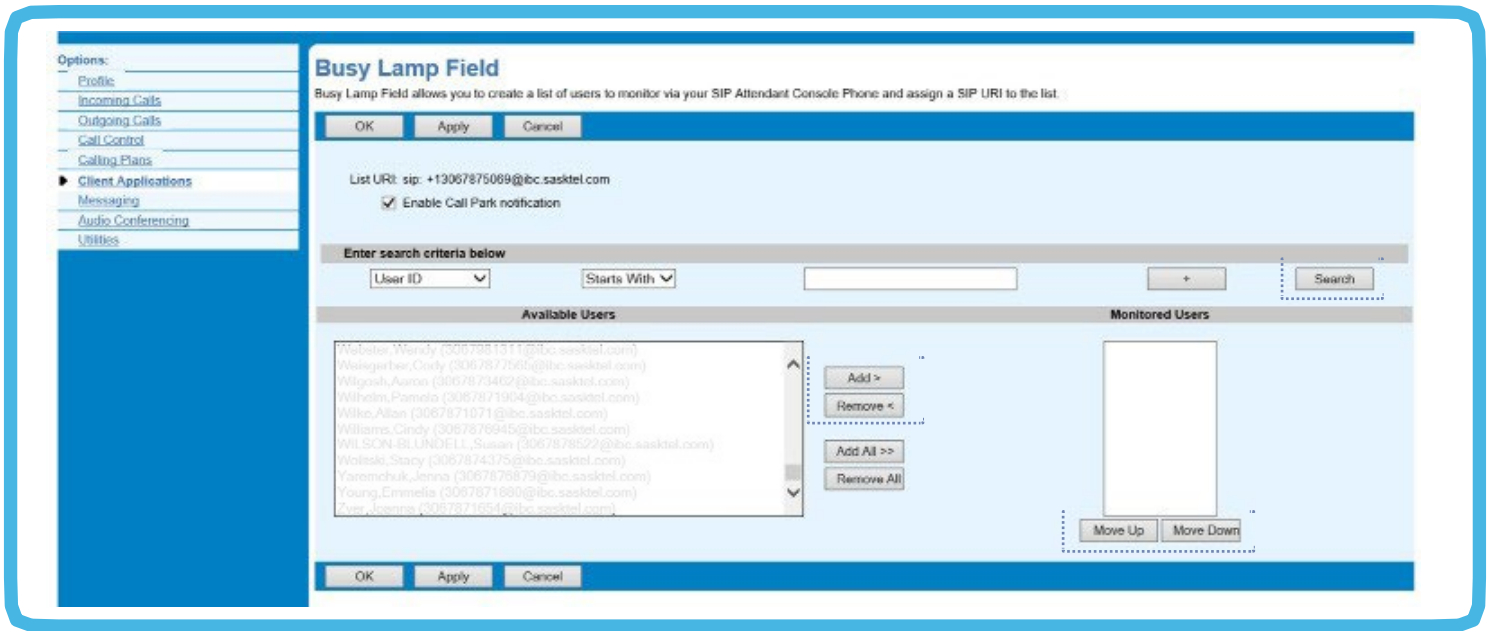 Options:
Profile
Incoming Calls
Outgoing Calls
Call Control
Calling Plans
Client Applications
Messaging
Audio Conferencing
Utilities
Busy Lamp Field
Busy Lamp Field allows you to create a list of users to monitor via your SIP Attendant Console Phone and assign a SIP URI to the list.
OK Apply Cancel
List URI: sip: +13067875069@ibc.sasktel.com
Enable Call Park notification
Enter search criteria below
User ID Starts With + Search
Available Users Monitored Users
Webster,Wendy (3067981311@ibc.sasktel.com)
Weisgerber,Cody (3067877565@ibc.sasktel.com)
Wilgosh,Aaron (3067873462@ibc.sasktel.com)
Wilhelm,Pamela (3067871904@ibc.sasktel.com)
Wilke,Allan (3067871071@ibc.sasktel.com)
Williams,Cindy (3067876945@ibc.sasktel.com)
WILSON-BLUNDELL,Susan (3067878522@ibc.sasktel.com)
Stacy (3067874375@ibc.sasktel.com)
Yaremchuk,Jenna (3067876879@ibc.sasktel.com)
Young,Emmelia (3067871660@ibc.sasktel.com)
Zver,Joanna (3067871654@ibc.sasktel.com)
Add >
Remove <
Add All >>
Remove All
Move Up Move Down
OK Apply Cancel